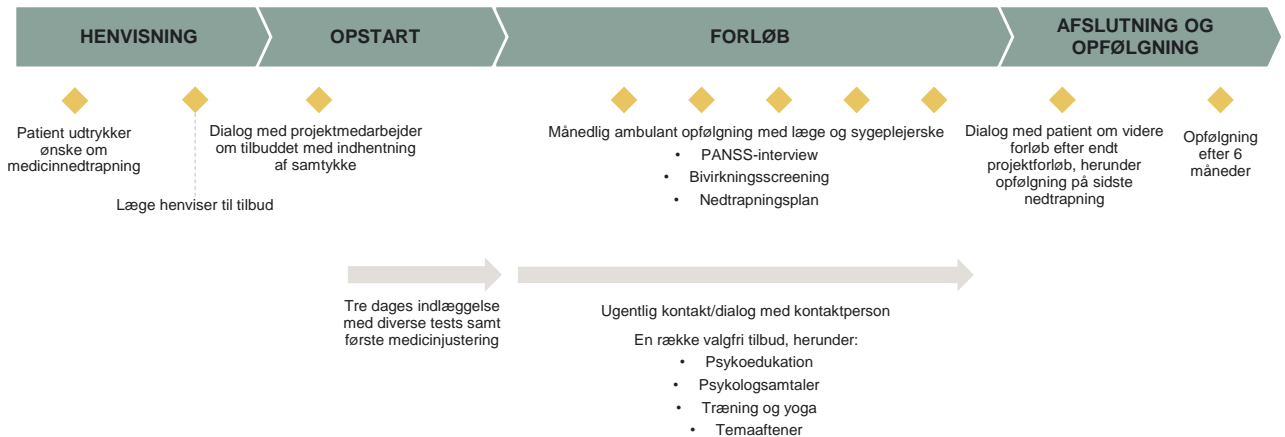 HENVISNING
OPSTART
FORLØB
AFSLUTNING OG
OPFØLGNING
Patient udtrykker
ønske om
medicinnedtrapning
Læge henviser til tilbud
Dialog med projektmedarbejder
om tilbuddet med indhentning
af samtykke
Månedlig ambulant opfølgning med læge og sygeplejerske
• PANSS-interview
• Bivirkningsscreening
• Nedtrapningsplan
Dialog med patient om videre
forløb efter endt
projektforløb, herunder
opfølgning på sidste
nedtrapning
Opfølgning
efter 6
måneder
Tre dages indlæggelse
med diverse tests samt
første medicinjustering
Ugentlig kontakt/dialog med kontaktperson
En række valgfri tilbud, herunder:
• Psykoedukation
• Psykologsamtaler
• Træning og yoga
• Temaaftener